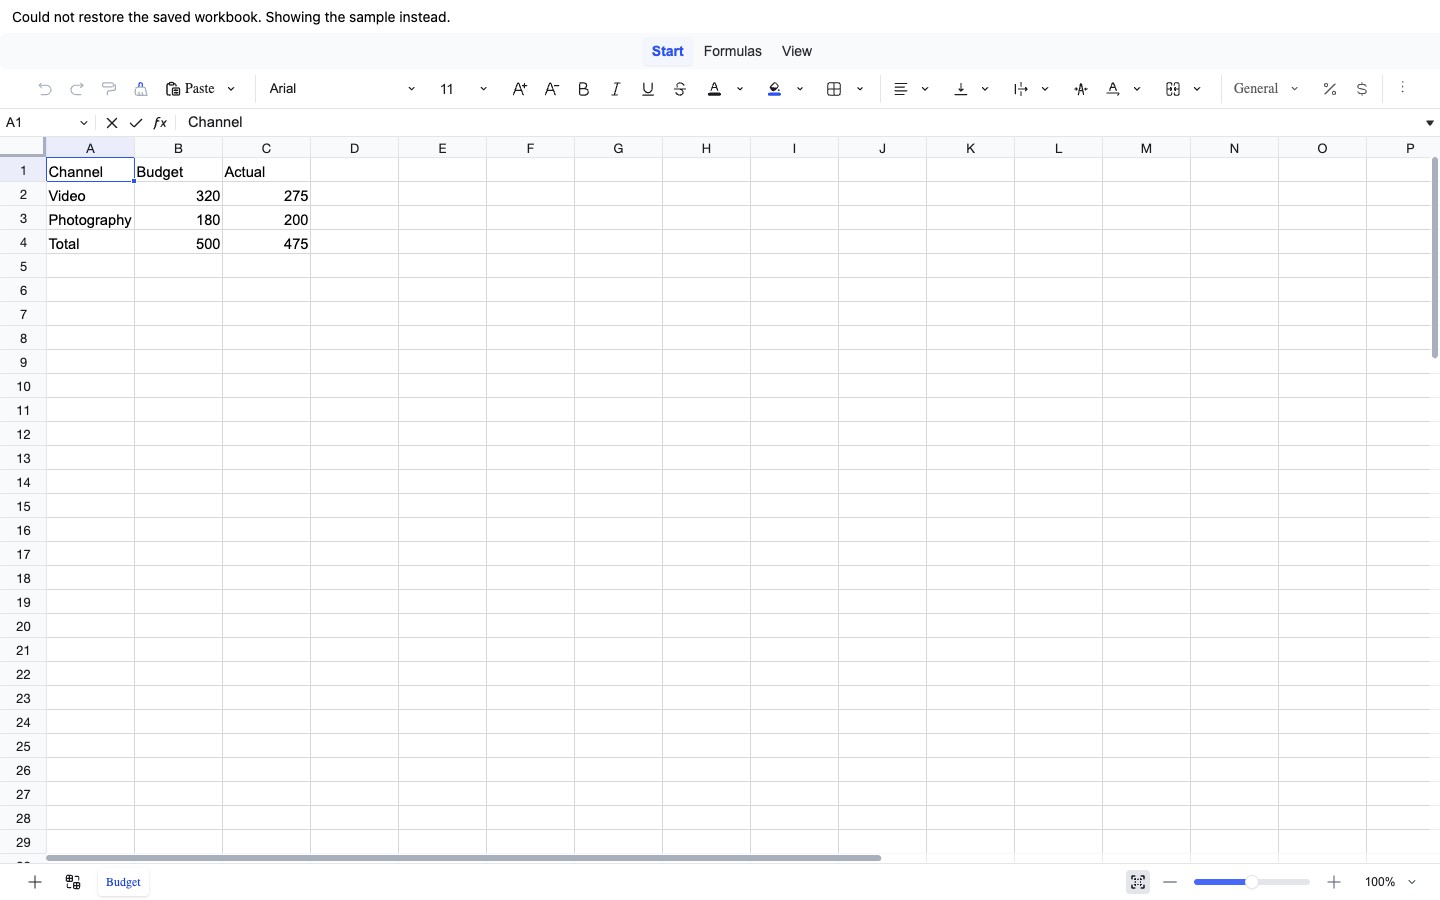 Could not restore the saved workbook. Showing the sample instead.
Start Formulas View
Paste Arial 11 A+ A- B I U S A A A General % $
A1 fx Channel
A B C D E F G H I J K L M N O P
1 Channel Budget Actual
2 Video 320 275
3 Photography 180 200
4 Total 500 475
5
6
7
8
9
10
11
12
13
14
15
16
17
18
19
20
21
22
23
24
25
26
27
28
29
Budget 100%